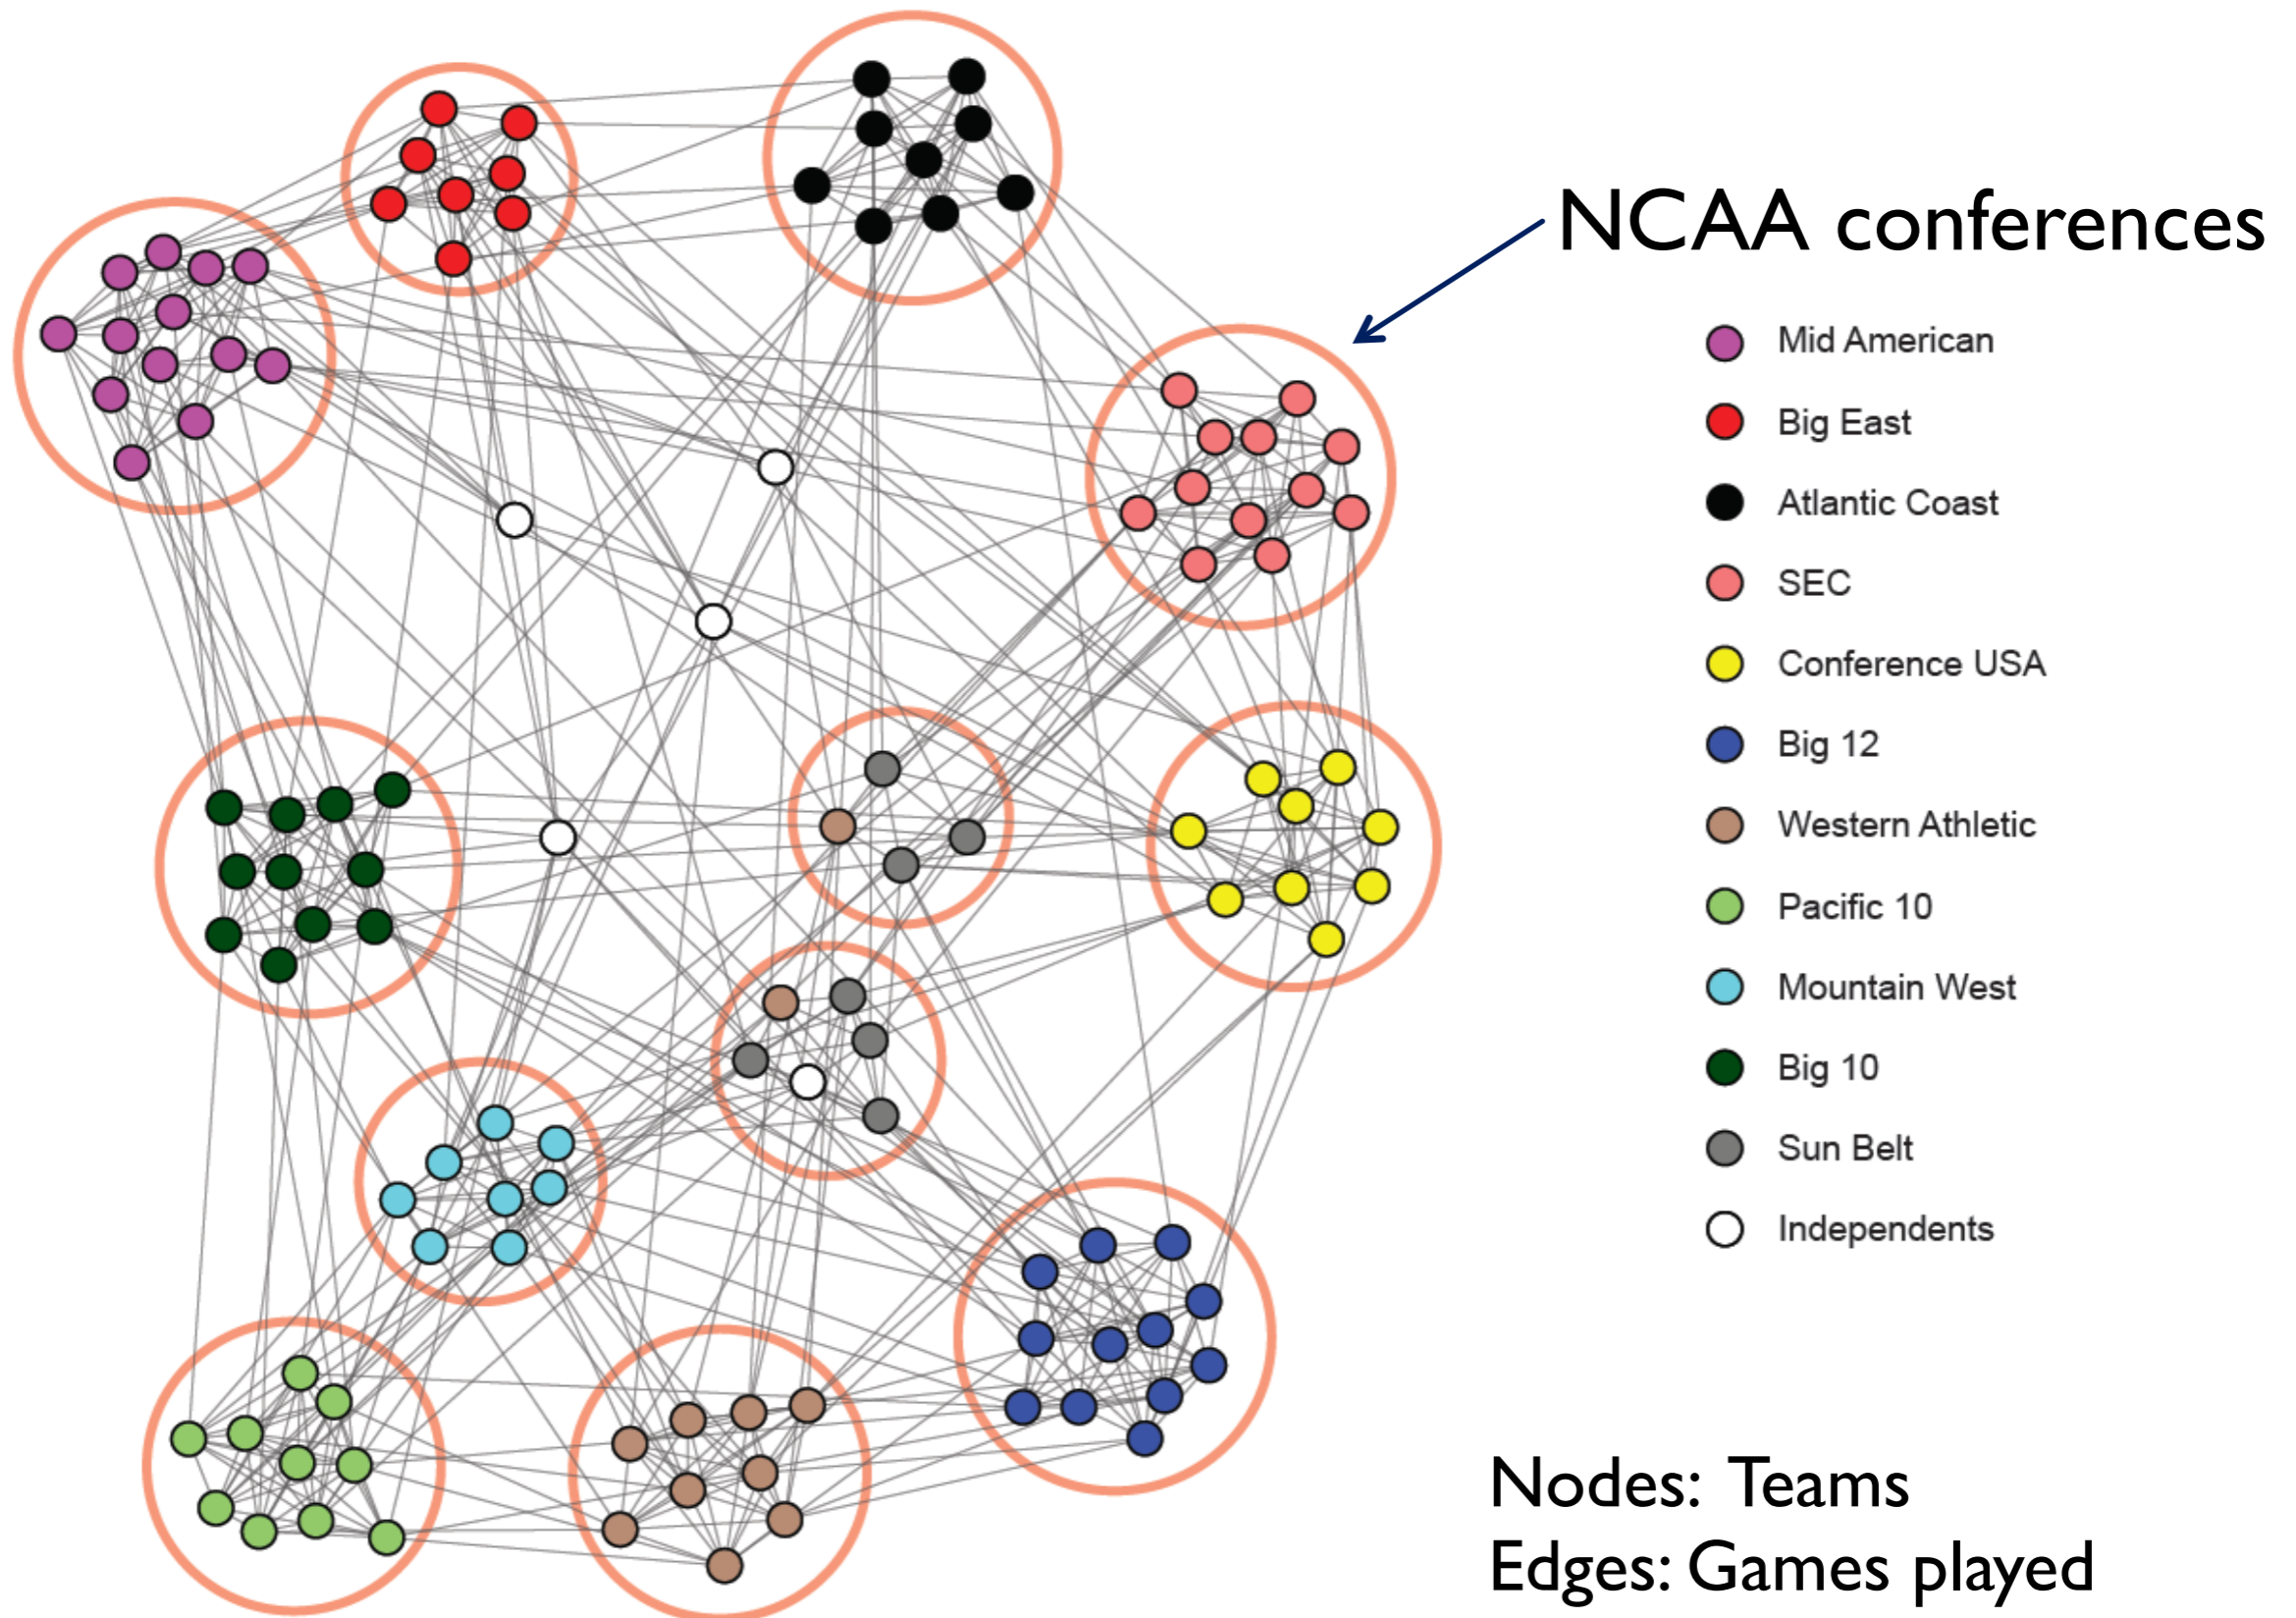 NCAA conferences
Mid American
Big East
Atlantic Coast
SEC
Conference USA
Big 12
Western Athletic
Pacific 10
Mountain West
Big 10
Sun Belt
Independents
Nodes: Teams
Edges: Games played